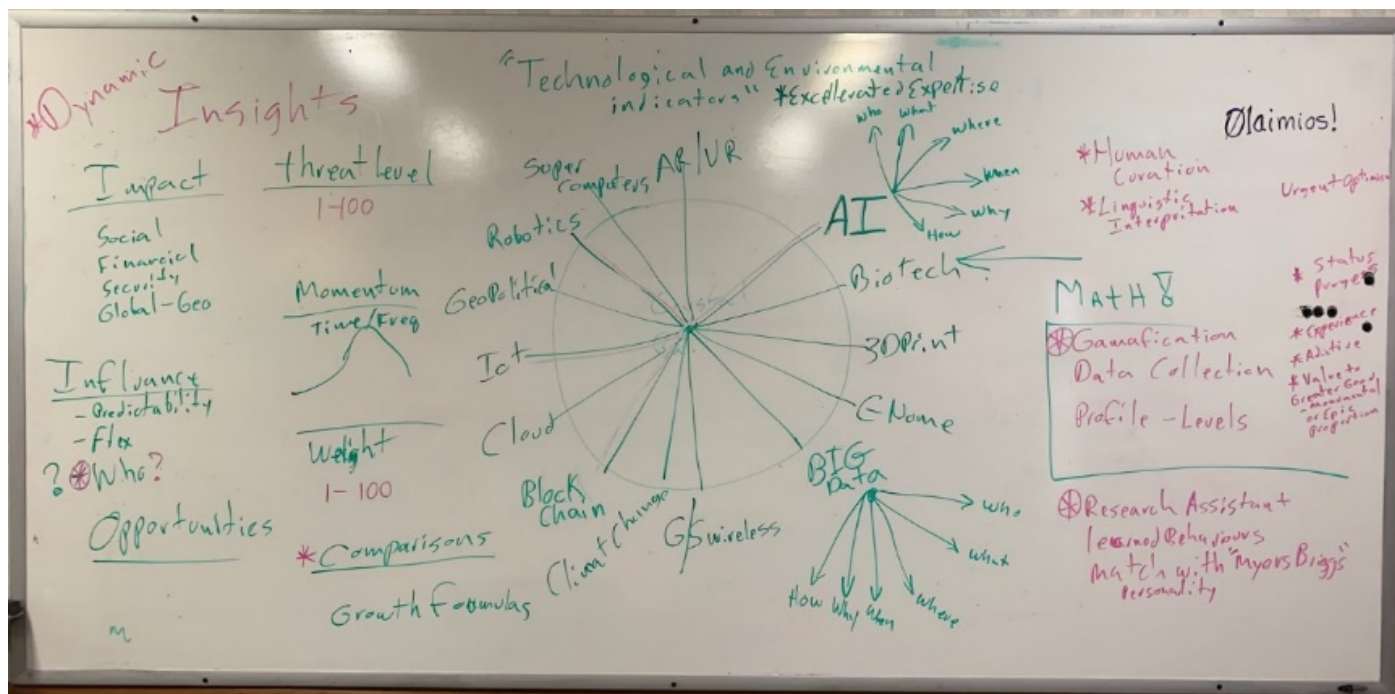 *Dynamic
Insights
Impact
Social
Financial
Security
Global-Geo
Influance
- Predictability
- Flex
? * Who?
Opportunities
threat level
1-100
Momentum
Time/Freq
Weight
1-100
*Comparisons
Growth Formulas
"Technological and Environmental
indicators" *Excellerated Expertise
Super
computers
AR/VR
AI
who
what
where
when
why
How
Biotech
3DPrint
G-Nome
BIG
Data
who
what
where
when
Why
How
wireless
Climat Change
Block
Chain
Cloud
IoT
GeoPolitical
Robotics
Ølaimios!
*Human
Curation
*Linguistic
Interpritation
MATH!
*Gamafication
Data Collection
Profile - Levels
*Research Assistant
learned Behaviours
match with "Myers Briggs"
Personality
* Status
* Experience
* Value to
Greater Good